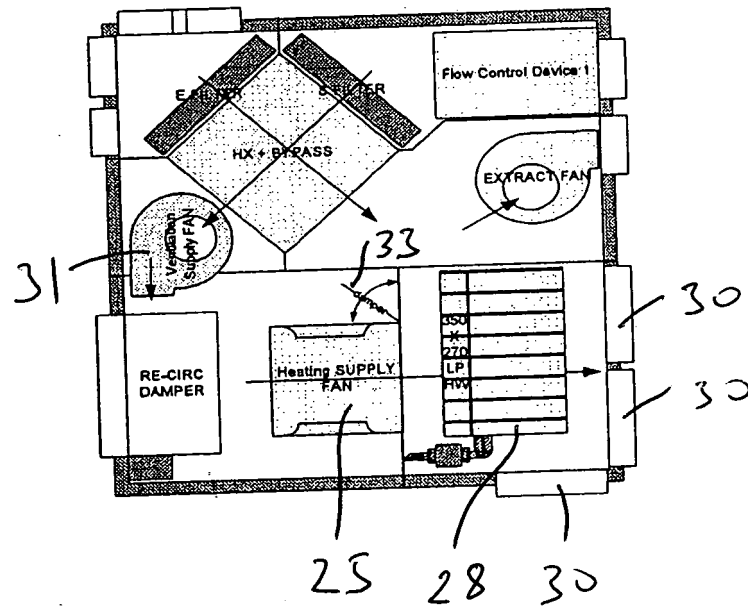 Flow Control Device 1
E FILTER
S FILTER
HX + BYPASS
EXTRACT FAN
Ventilation
Supply FAN
33
31
damper
30
350
X
270
LP
HW
RE-CIRC
DAMPER
Heating SUPPLY
FAN
30
25
28
30